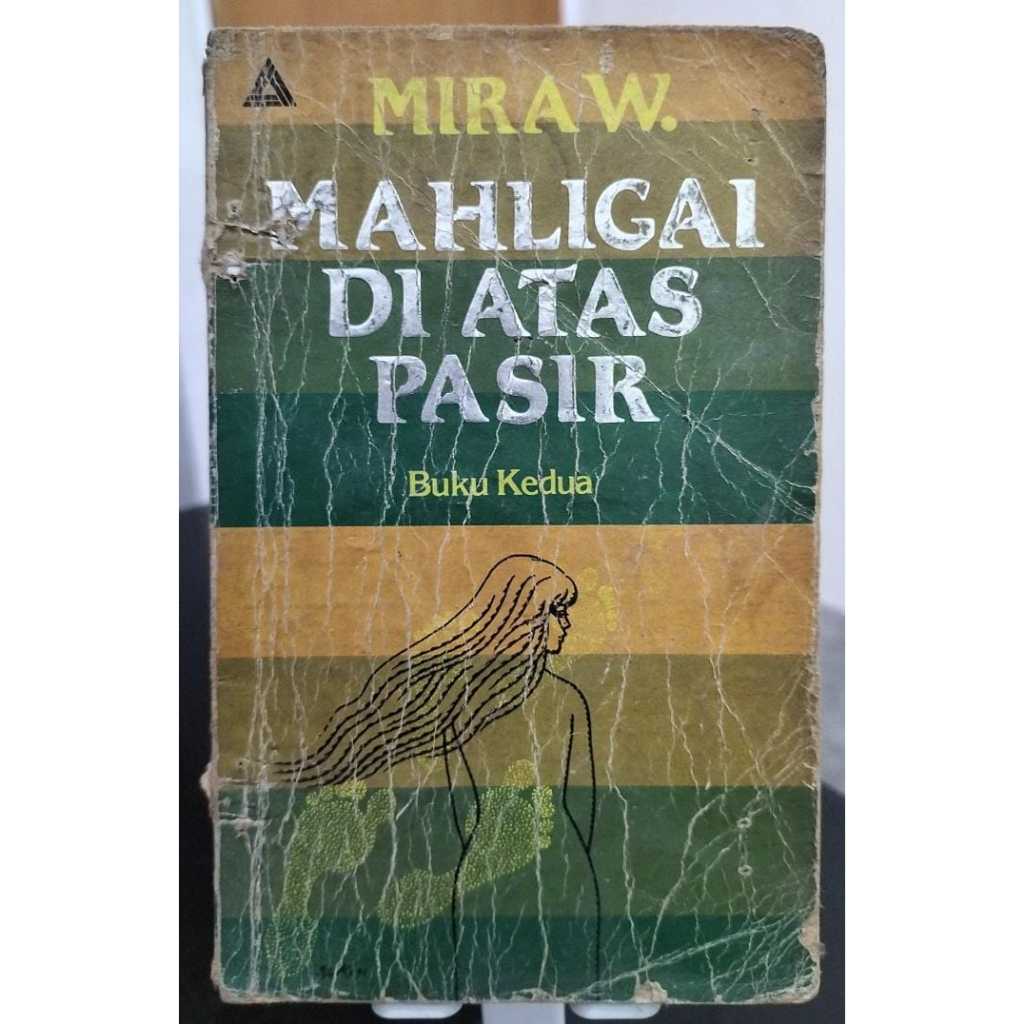 MIRA W.
MAHLIGAI
DI ATAS
PASIR
Buku Kedua